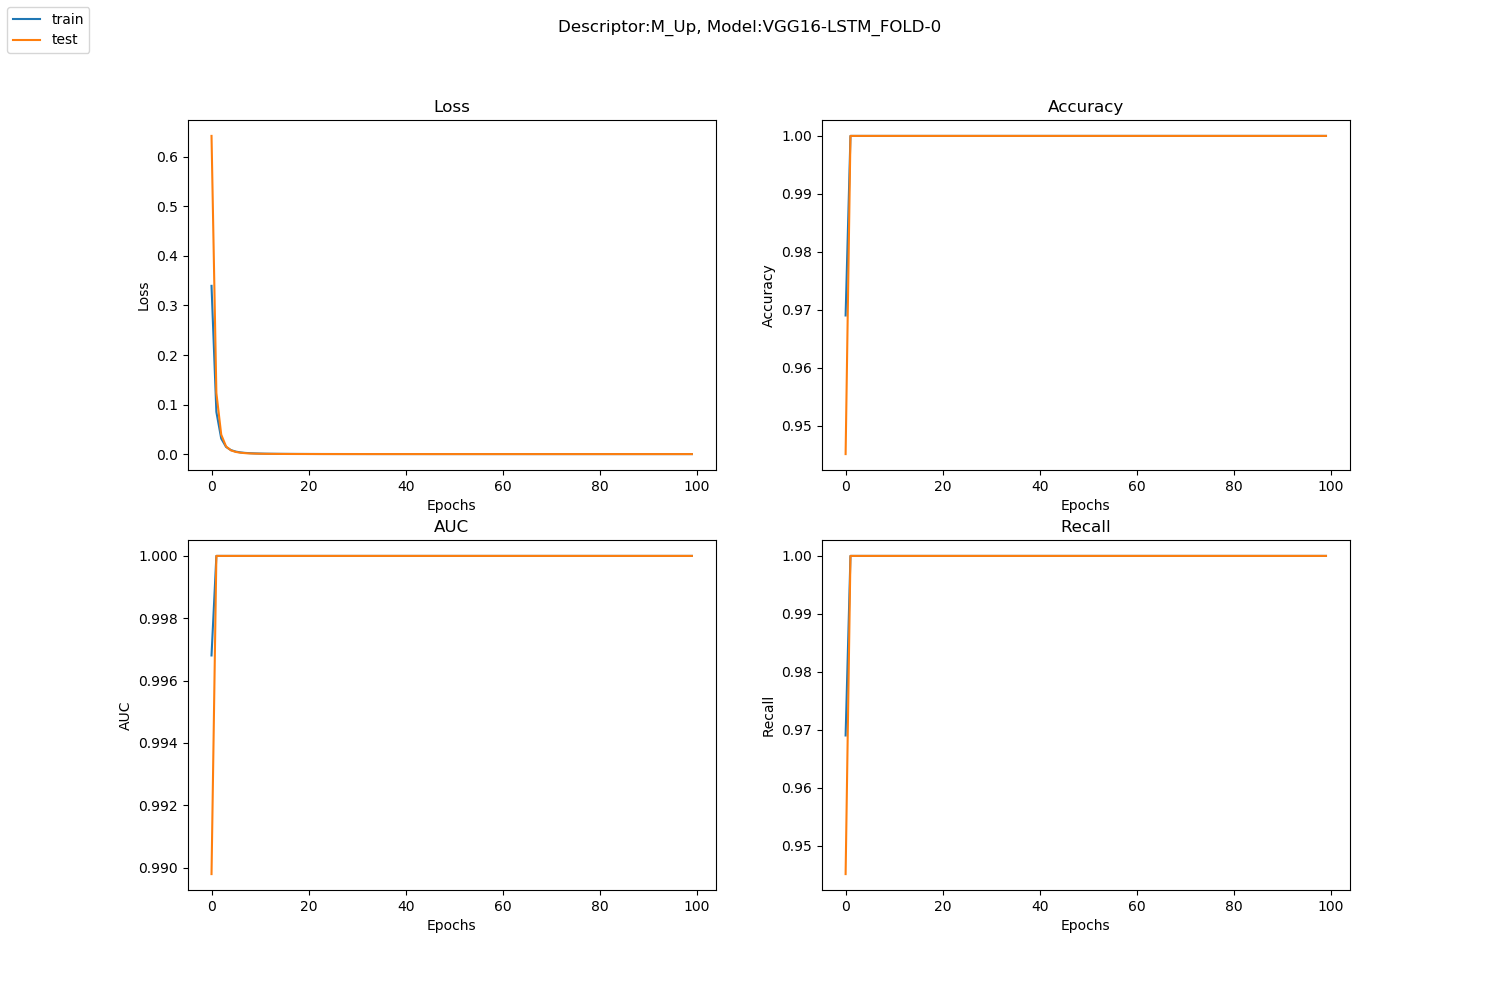 train
test
Descriptor:M_Up, Model:VGG16-LSTM_FOLD-0
Loss
Loss
0.6
0.5
0.4
0.3
0.2
0.1
0.0
0 20 40 60 80 100
Epochs
Accuracy
Accuracy
1.00
0.99
0.98
0.97
0.96
0.95
0 20 40 60 80 100
Epochs
AUC
AUC
1.000
0.998
0.996
0.994
0.992
0.990
0 20 40 60 80 100
Epochs
Recall
Recall
1.00
0.99
0.98
0.97
0.96
0.95
0 20 40 60 80 100
Epochs